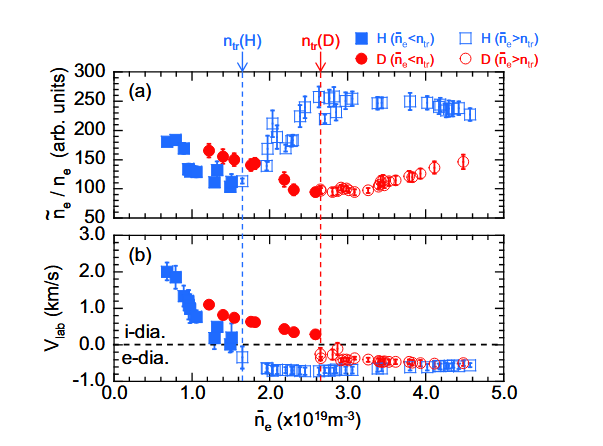 n_tr(H) n_tr(D) H (n̄_e<n_tr) H (n̄_e>n_tr)
D (n̄_e<n_tr) D (n̄_e>n_tr)
300
(a)
250
200
150
100
50
ñ_e / n_e (arb. units)
3.0
(b)
2.0
1.0
i-dia.
0.0
e-dia.
-1.0
V_lab (km/s)
0.0 1.0 2.0 3.0 4.0 5.0
n̄_e (x10^19m^-3)